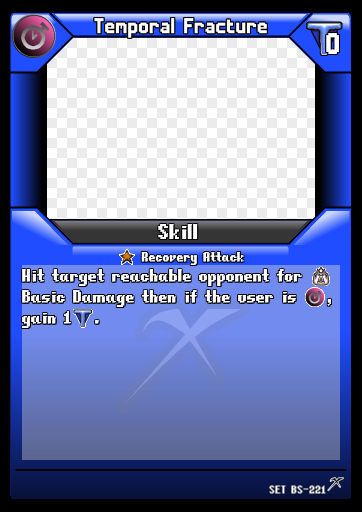 Temporal Fracture
0
Skill
Recovery Attack
Hit target reachable opponent for
Basic Damage then if the user is ,
gain 1 .
SET BS-221